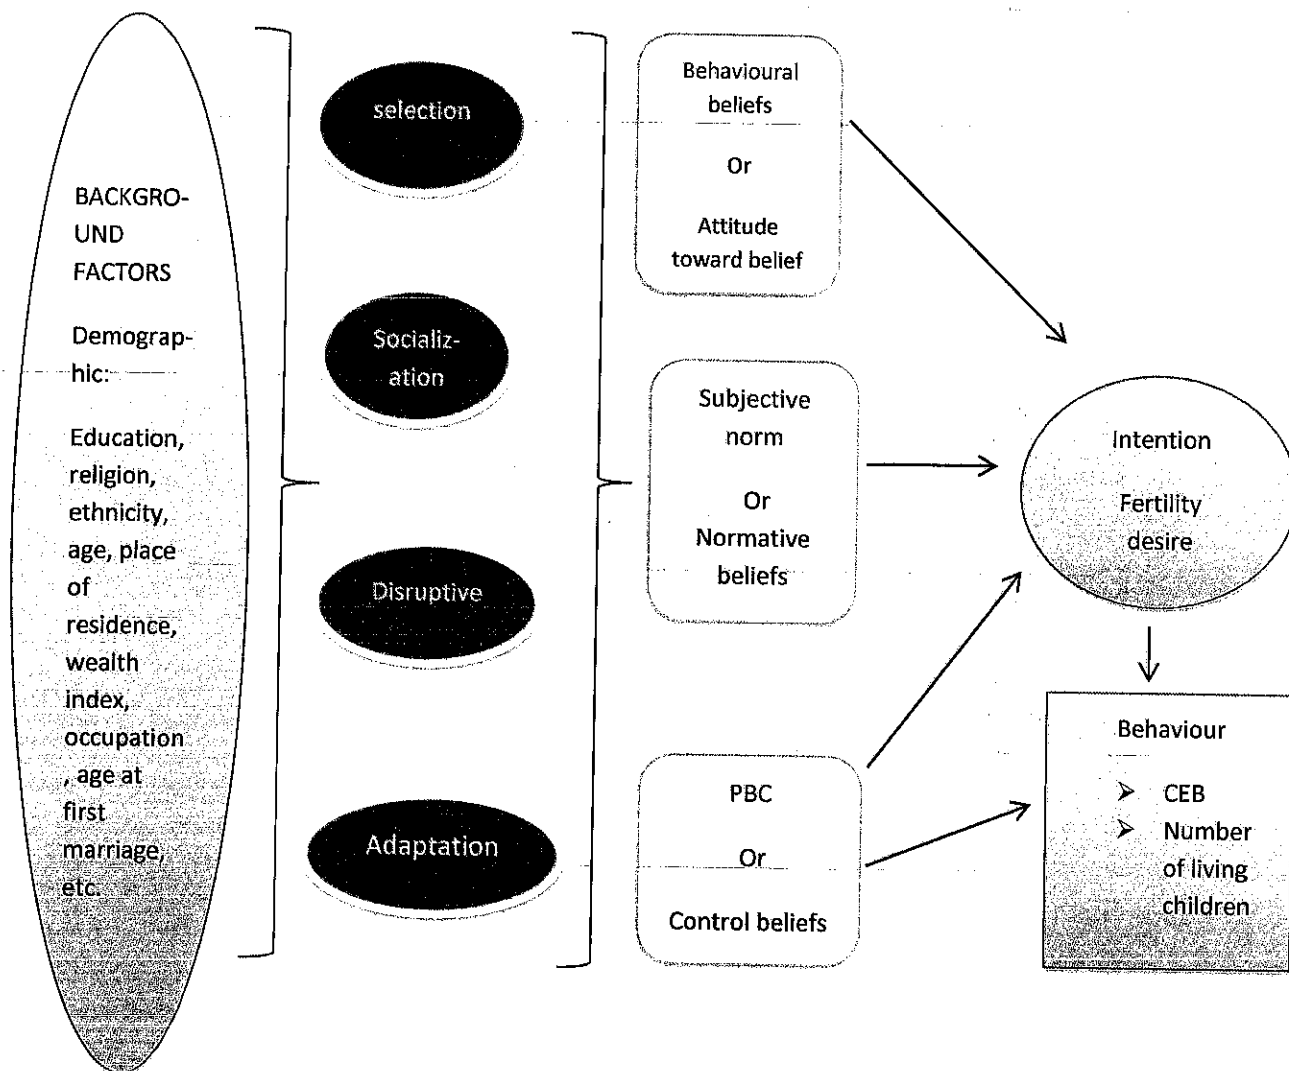 BACKGRO-
UND
FACTORS
Demograp-
hic:
Education,
religion,
ethnicity,
age, place
of
residence,
wealth
index,
occupation
, age at
first
marriage,
etc.
selection
Socializ-
ation
Disruptive
Adaptation
Behavioural
beliefs
Or
Attitude
toward belief
Subjective
norm
Or
Normative
beliefs
PBC
Or
Control beliefs
Intention
Fertility
desire
Behaviour
➢ CEB
➢ Number
of living
children